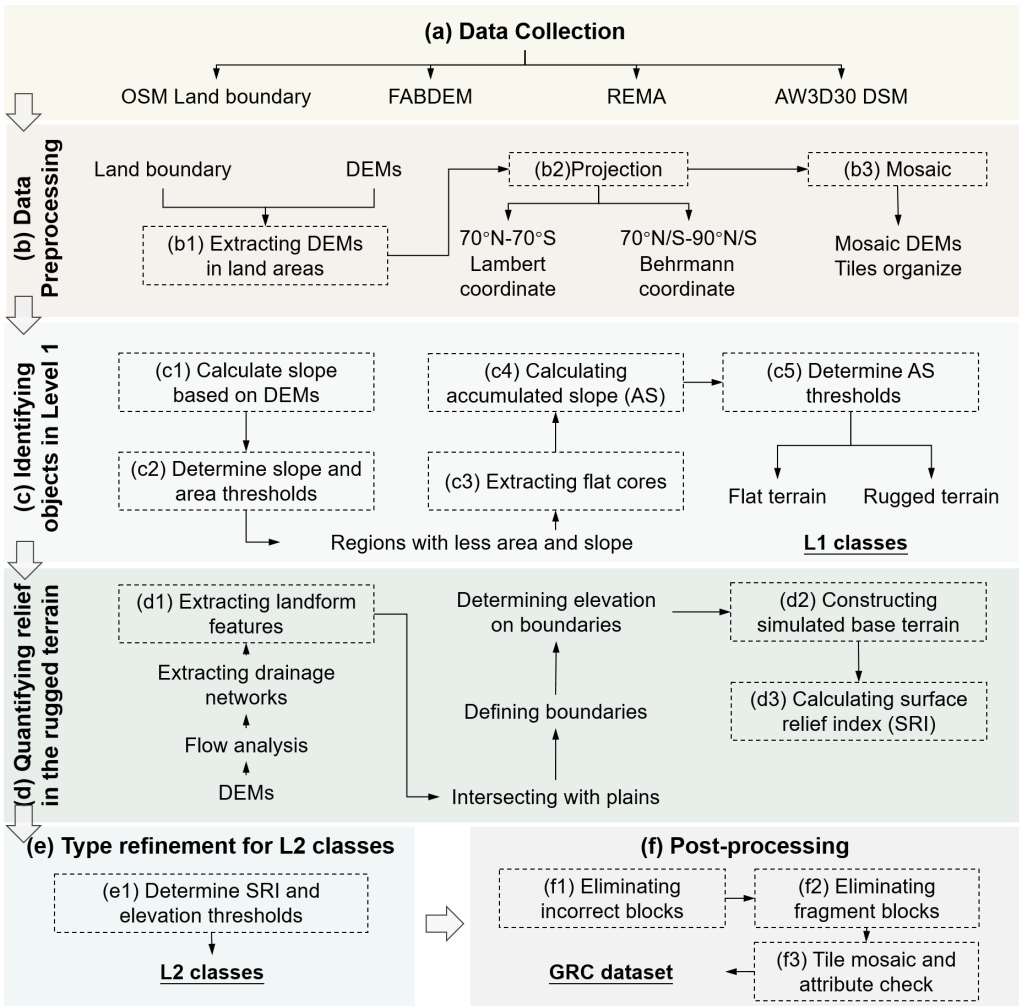 (a) Data Collection
OSM Land boundary
FABDEM
REMA
AW3D30 DSM
(b) Data
Preprocessing
Land boundary
DEMs
(b1) Extracting DEMs
in land areas
(b2)Projection
70°N-70°S
Lambert
coordinate
70°N/S-90°N/S
Behrmann
coordinate
(b3) Mosaic
Mosaic DEMs
Tiles organize
(c) Identifying
objects in Level 1
(c1) Calculate slope
based on DEMs
(c2) Determine slope and
area thresholds
Regions with less area and slope
(c3) Extracting flat cores
(c4) Calculating
accumulated slope (AS)
(c5) Determine AS
thresholds
Flat terrain
Rugged terrain
L1 classes
(d) Quantifying relief
in the rugged terrain
(d1) Extracting landform
features
Extracting drainage
networks
Flow analysis
DEMs
Intersecting with plains
Defining boundaries
Determining elevation
on boundaries
(d2) Constructing
simulated base terrain
(d3) Calculating surface
relief index (SRI)
(e) Type refinement for L2 classes
(e1) Determine SRI and
elevation thresholds
L2 classes
(f) Post-processing
(f1) Eliminating
incorrect blocks
(f2) Eliminating
fragment blocks
(f3) Tile mosaic and
attribute check
GRC dataset